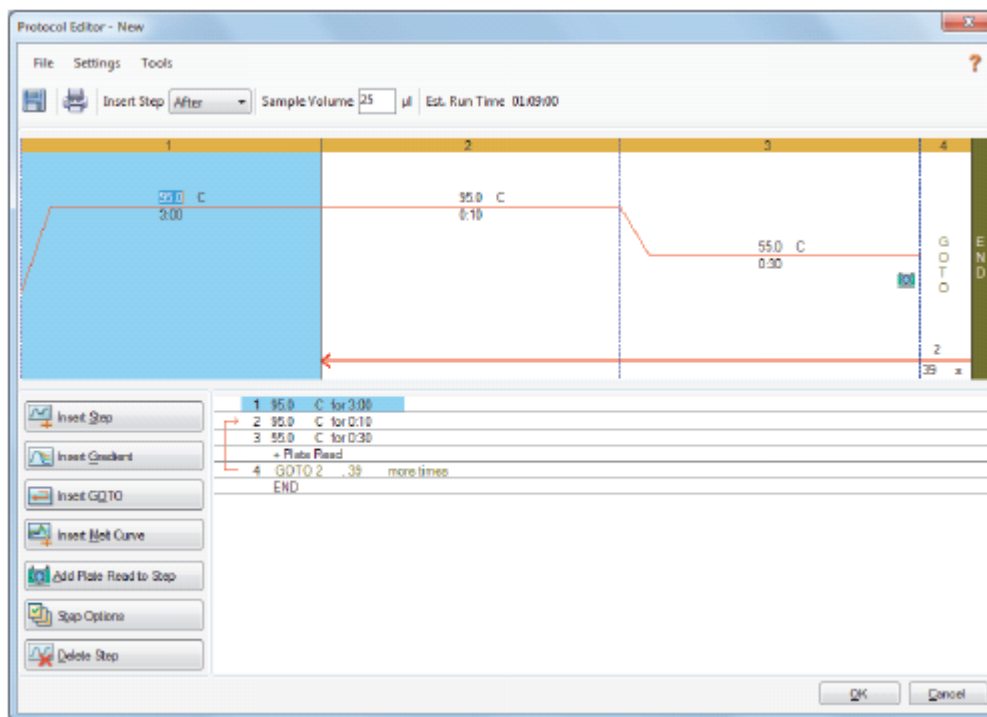 Protocol Editor - New
File Settings Tools
Insert Step After Sample Volume 25 µl Est. Run Time 01:09:00
1 2 3 4
95.0 C
3:00
95.0 C
0:10
55.0 C
0:30
GOTO
END
2
39 x
Insert Step
Insert Gradient
Insert GOTO
Insert Melt Curve
Add Plate Read to Step
Step Options
Delete Step
1 95.0 C for 3:00
2 95.0 C for 0:10
3 55.0 C for 0:30
+ Plate Read
4 GOTO 2 , 39 more times
END
OK Cancel